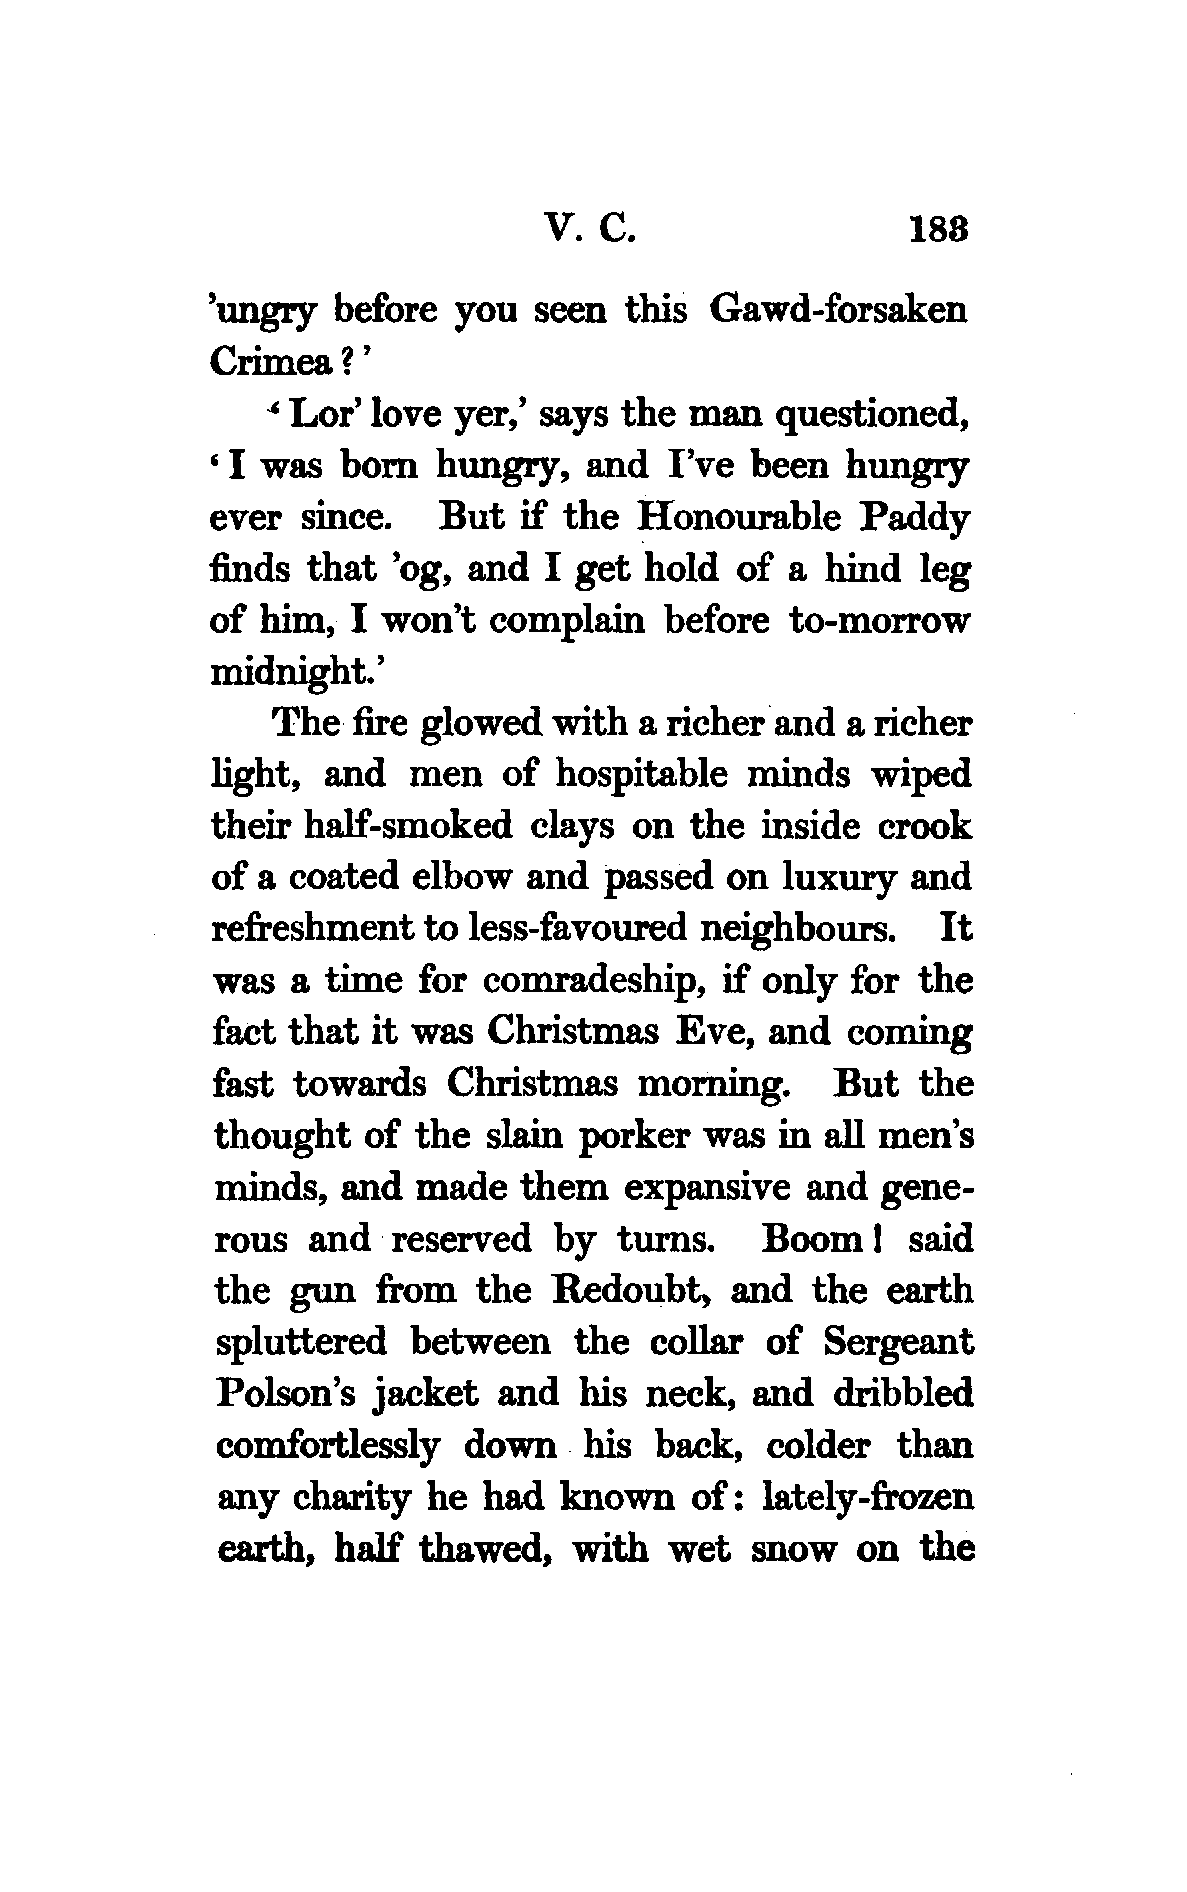 V. C. 183
’ungry before you seen this Gawd-forsaken
Crimea?’
‘Lor’ love yer,’ says the man questioned,
‘I was born hungry, and I’ve been hungry
ever since. But if the Honourable Paddy
finds that ’og, and I get hold of a hind leg
of him, I won’t complain before to-morrow
midnight.’
The fire glowed with a richer and a richer
light, and men of hospitable minds wiped
their half-smoked clays on the inside crook
of a coated elbow and passed on luxury and
refreshment to less-favoured neighbours. It
was a time for comradeship, if only for the
fact that it was Christmas Eve, and coming
fast towards Christmas morning. But the
thought of the slain porker was in all men’s
minds, and made them expansive and gene-
rous and reserved by turns. Boom! said
the gun from the Redoubt, and the earth
spluttered between the collar of Sergeant
Polson’s jacket and his neck, and dribbled
comfortlessly down his back, colder than
any charity he had known of: lately-frozen
earth, half thawed, with wet snow on the